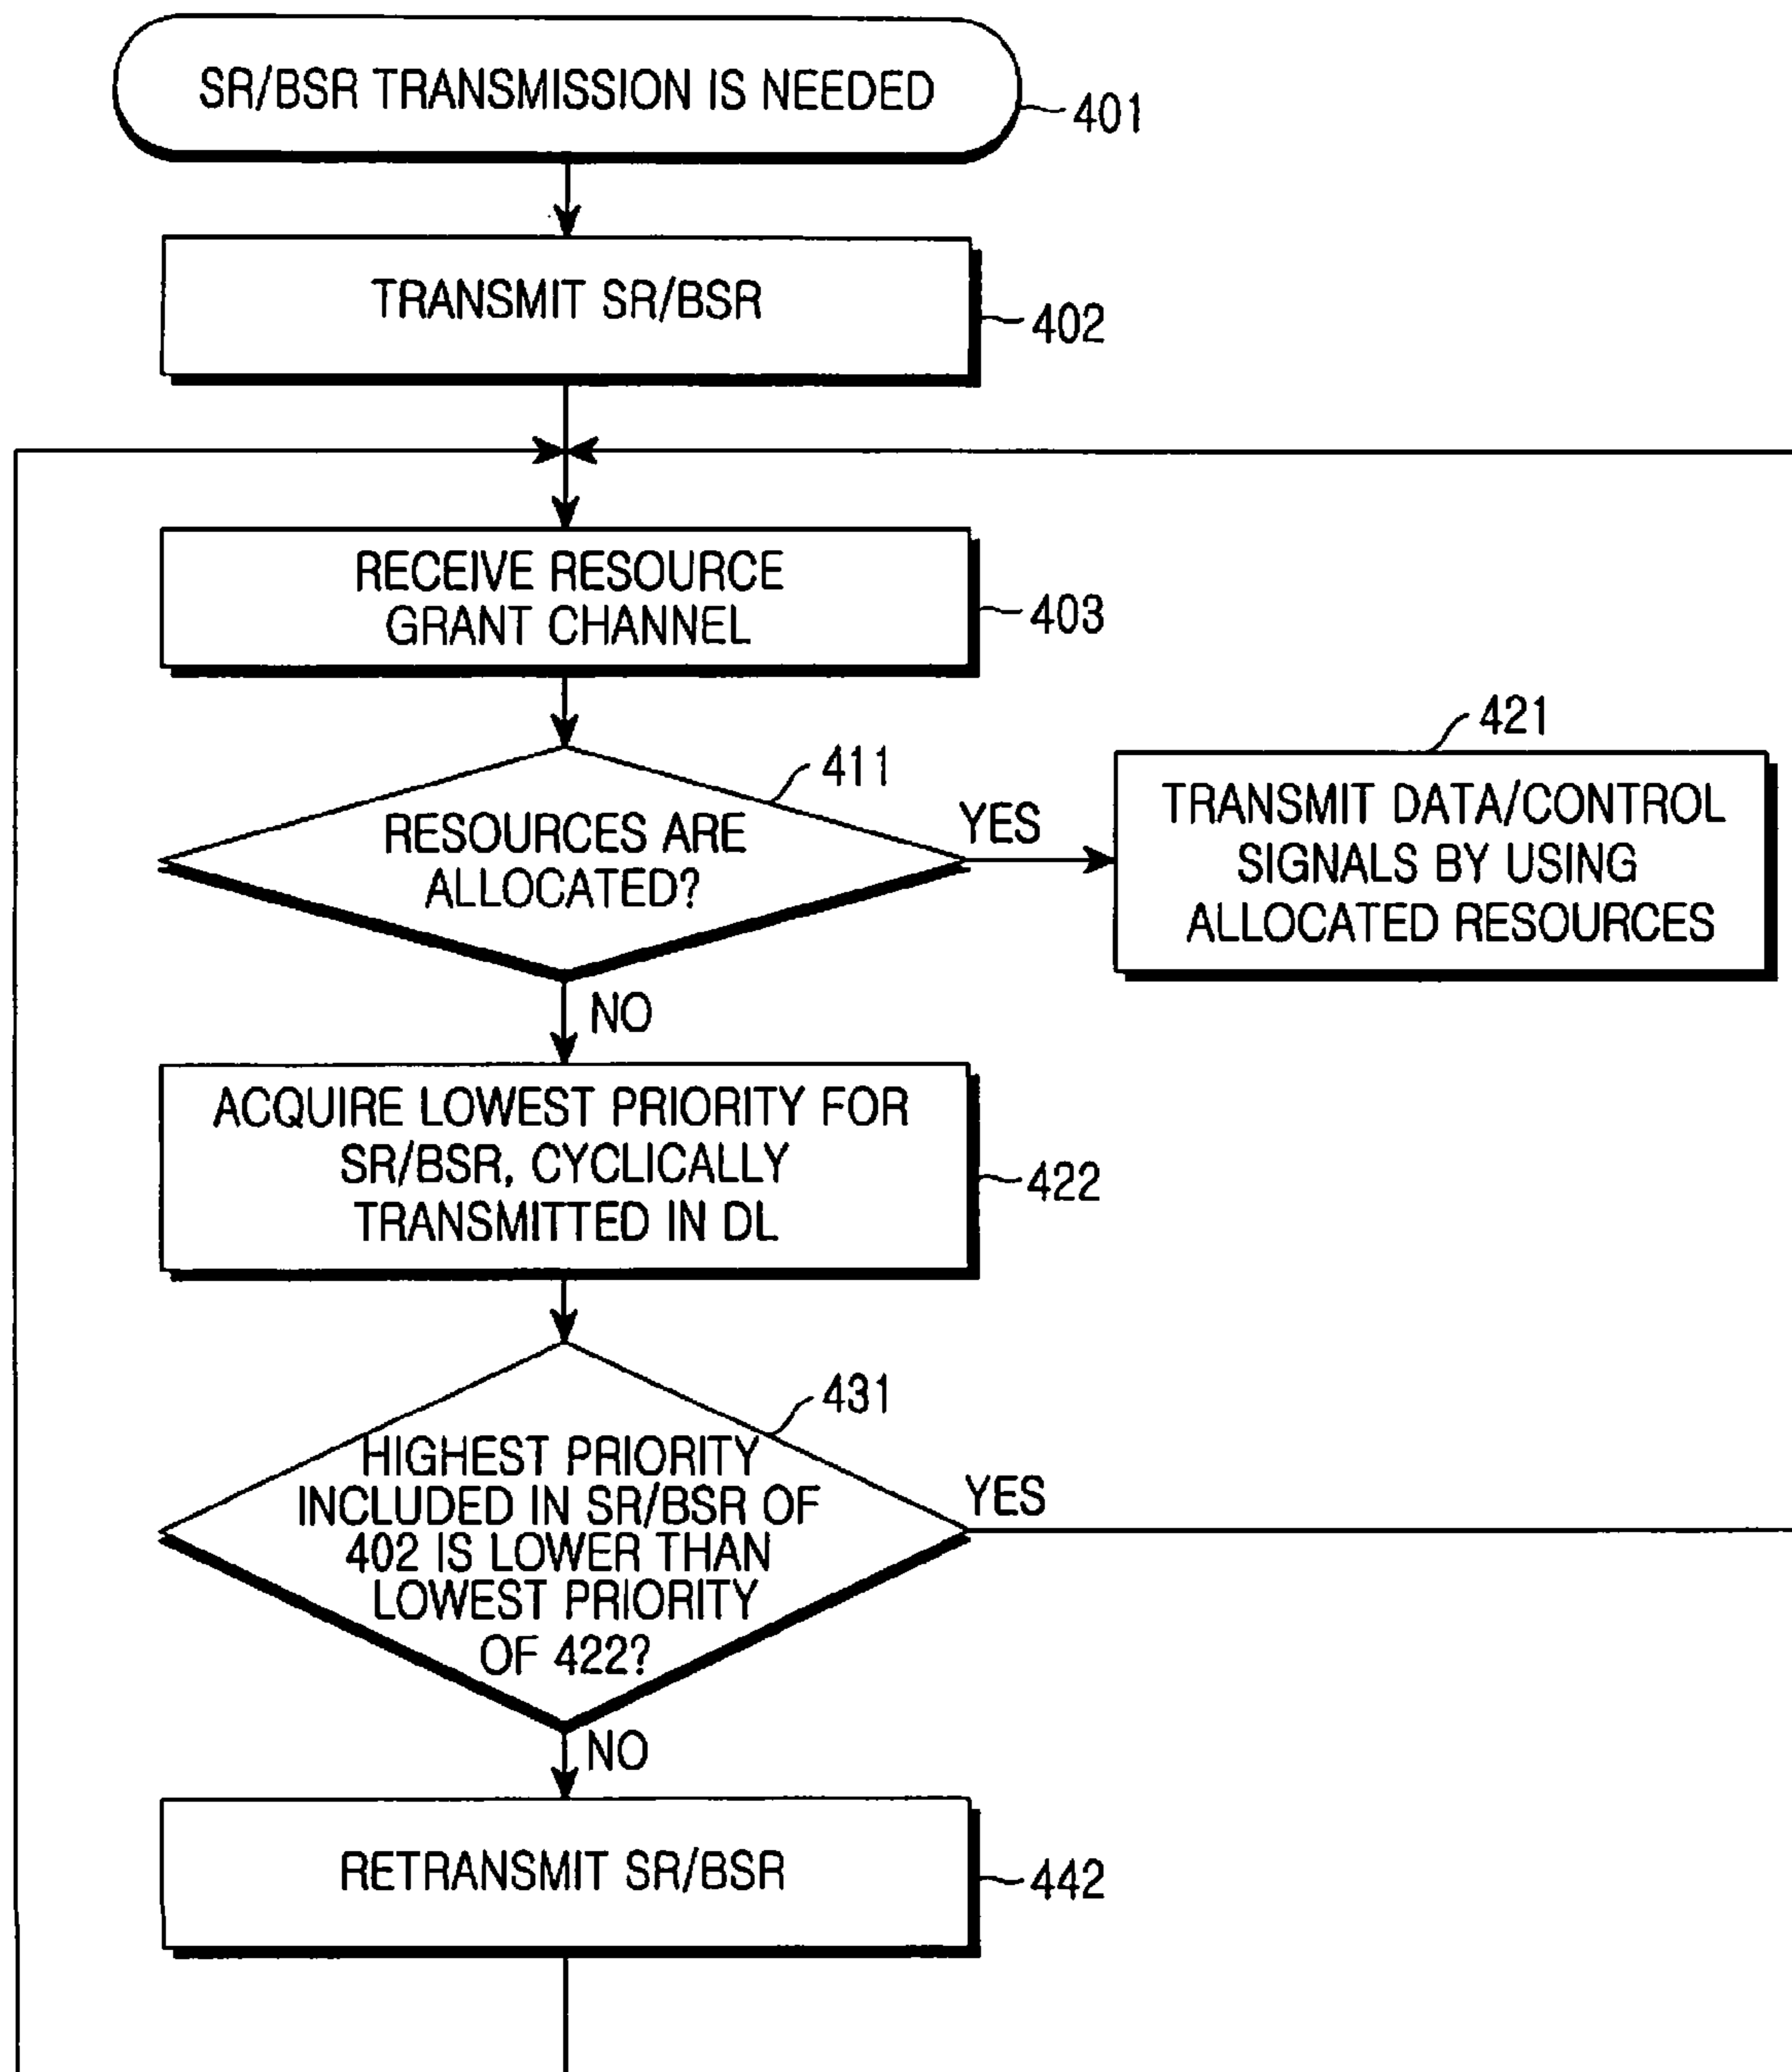 SR/BSR TRANSMISSION IS NEEDED
401
TRANSMIT SR/BSR
402
RECEIVE RESOURCE
GRANT CHANNEL
403
411
RESOURCES ARE
ALLOCATED?
YES
421
TRANSMIT DATA/CONTROL
SIGNALS BY USING
ALLOCATED RESOURCES
NO
ACQUIRE LOWEST PRIORITY FOR
SR/BSR, CYCLICALLY
TRANSMITTED IN DL
422
431
HIGHEST PRIORITY
INCLUDED IN SR/BSR OF
402 IS LOWER THAN
LOWEST PRIORITY
OF 422?
YES
NO
RETRANSMIT SR/BSR
442